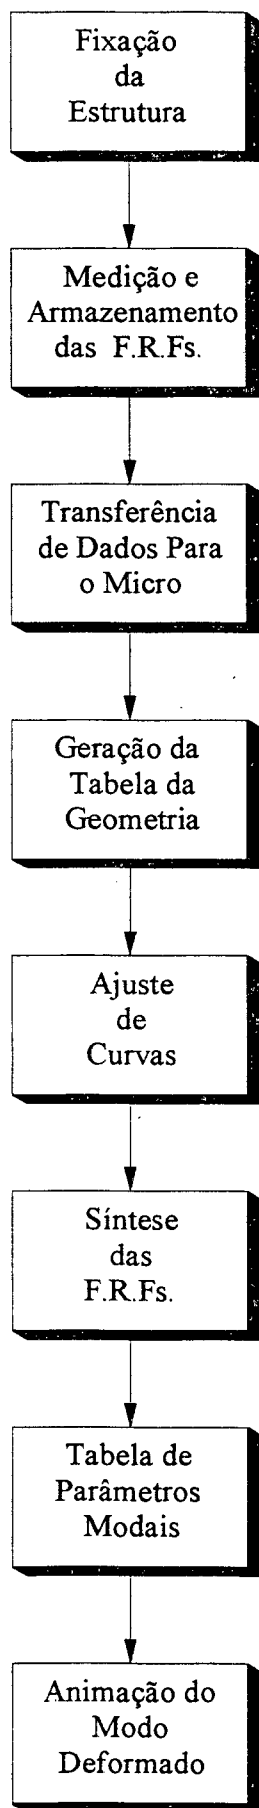 Fixação
da
Estrutura
Medição e
Armazenamento
das F.R.Fs.
Transferência
de Dados Para
o Micro
Geração da
Tabela da
Geometria
Ajuste
de
Curvas
Síntese
das
F.R.Fs.
Tabela de
Parâmetros
Modais
Animação do
Modo
Deformado